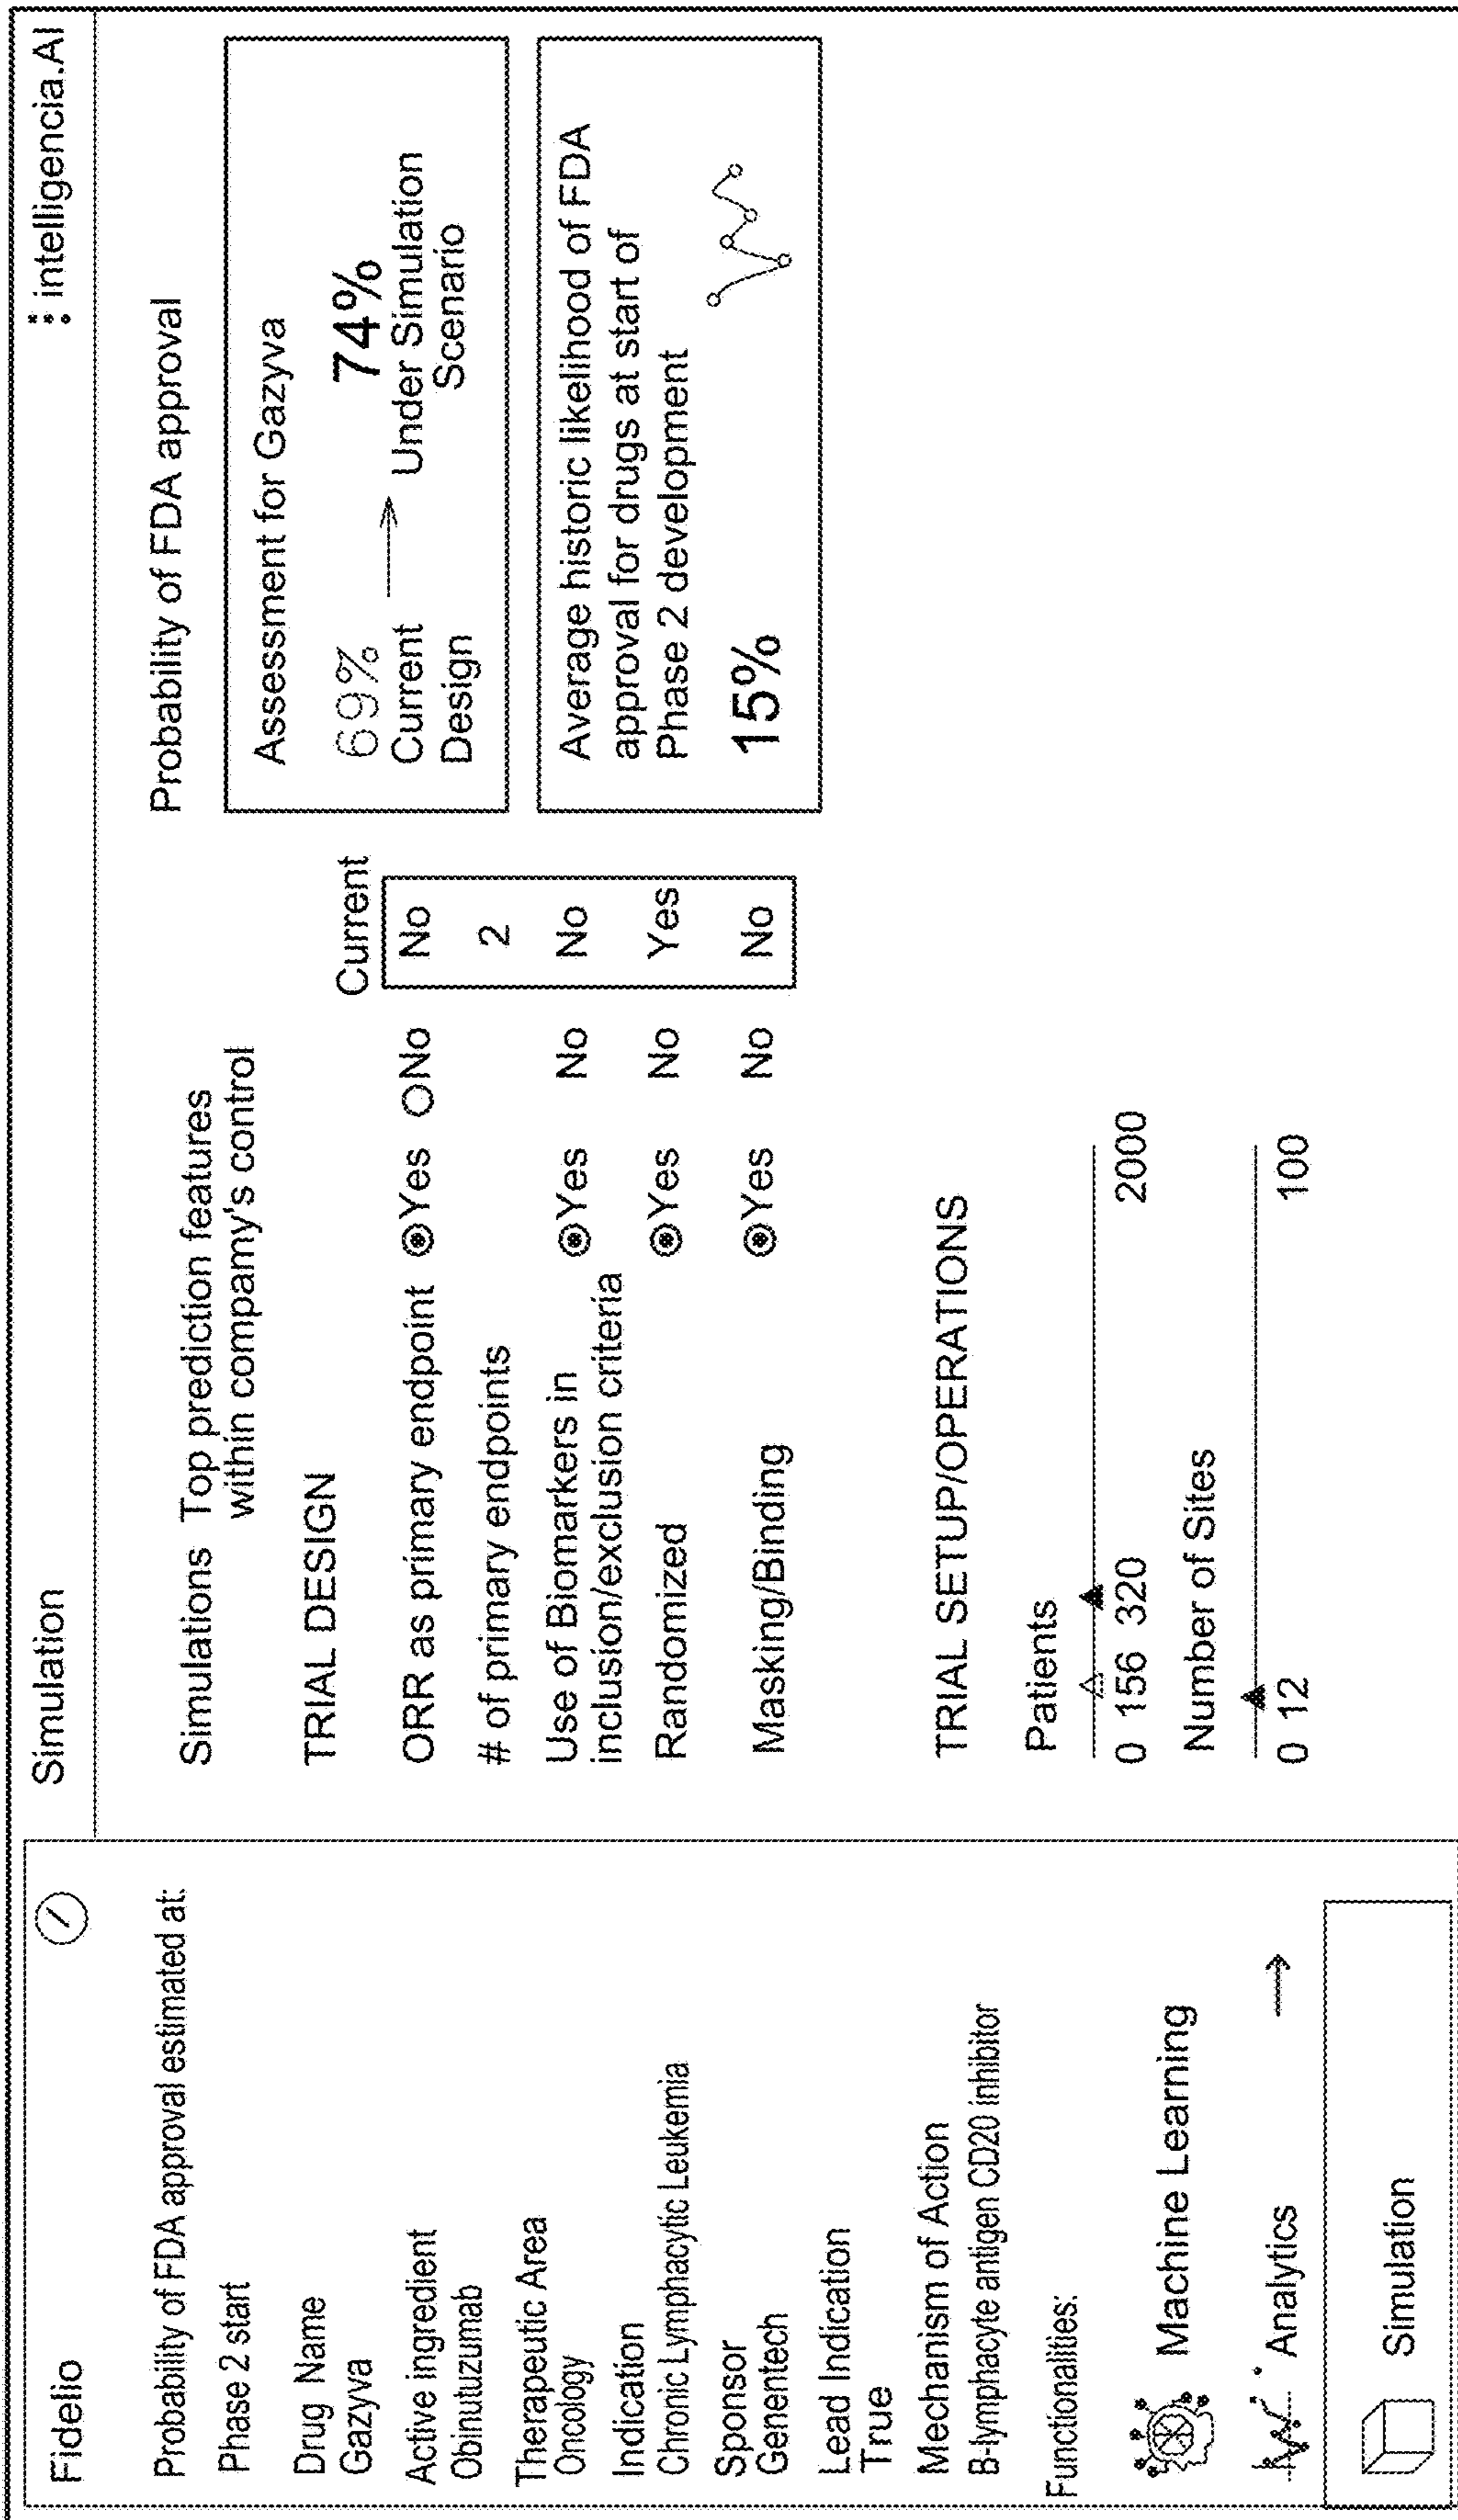 Fidelio
Probability of FDA approval estimated at:
Phase 2 start
Drug Name
Gazyva
Active ingredient
Obinutuzumab
Therapeutic Area
Oncology
Indication
Chronic Lymphacytic Leukemia
Sponsor
Genentech
Lead Indication
True
Mechanism of Action
B-lymphacyte antigen CD20 inhibitor
Functionalities:
Machine Learning
Analytics
Simulation
Simulation
intelligencia.AI
Simulations Top prediction features
within compamy's control
TRIAL DESIGN
Current
ORR as primary endpoint Yes No No
# of primary endpoints 2
Use of Biomarkers in
inclusion/exclusion criteria Yes No No
Randomized Yes No Yes
Masking/Binding Yes No No
TRIAL SETUP/OPERATIONS
Patients
0 156 320 2000
Number of Sites
0 12 100
Probability of FDA approval
Assessment for Gazyva
69% 74%
Current Under Simulation
Design Scenario
Average historic likelihood of FDA
approval for drugs at start of
Phase 2 development
15%